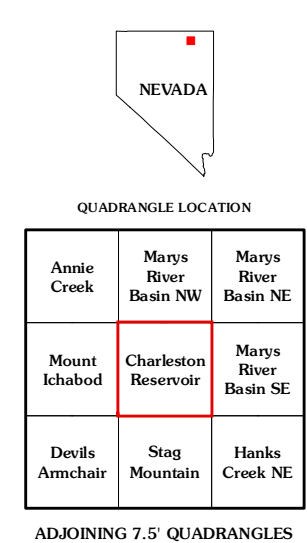 NEVADA
QUADRANGLE LOCATION
Annie
Creek
Marys
River
Basin NW
Marys
River
Basin NE
Mount
Ichabod
Charleston
Reservoir
Marys
River
Basin SE
Devils
Armchair
Stag
Mountain
Hanks
Creek NE
ADJOINING 7.5' QUADRANGLES